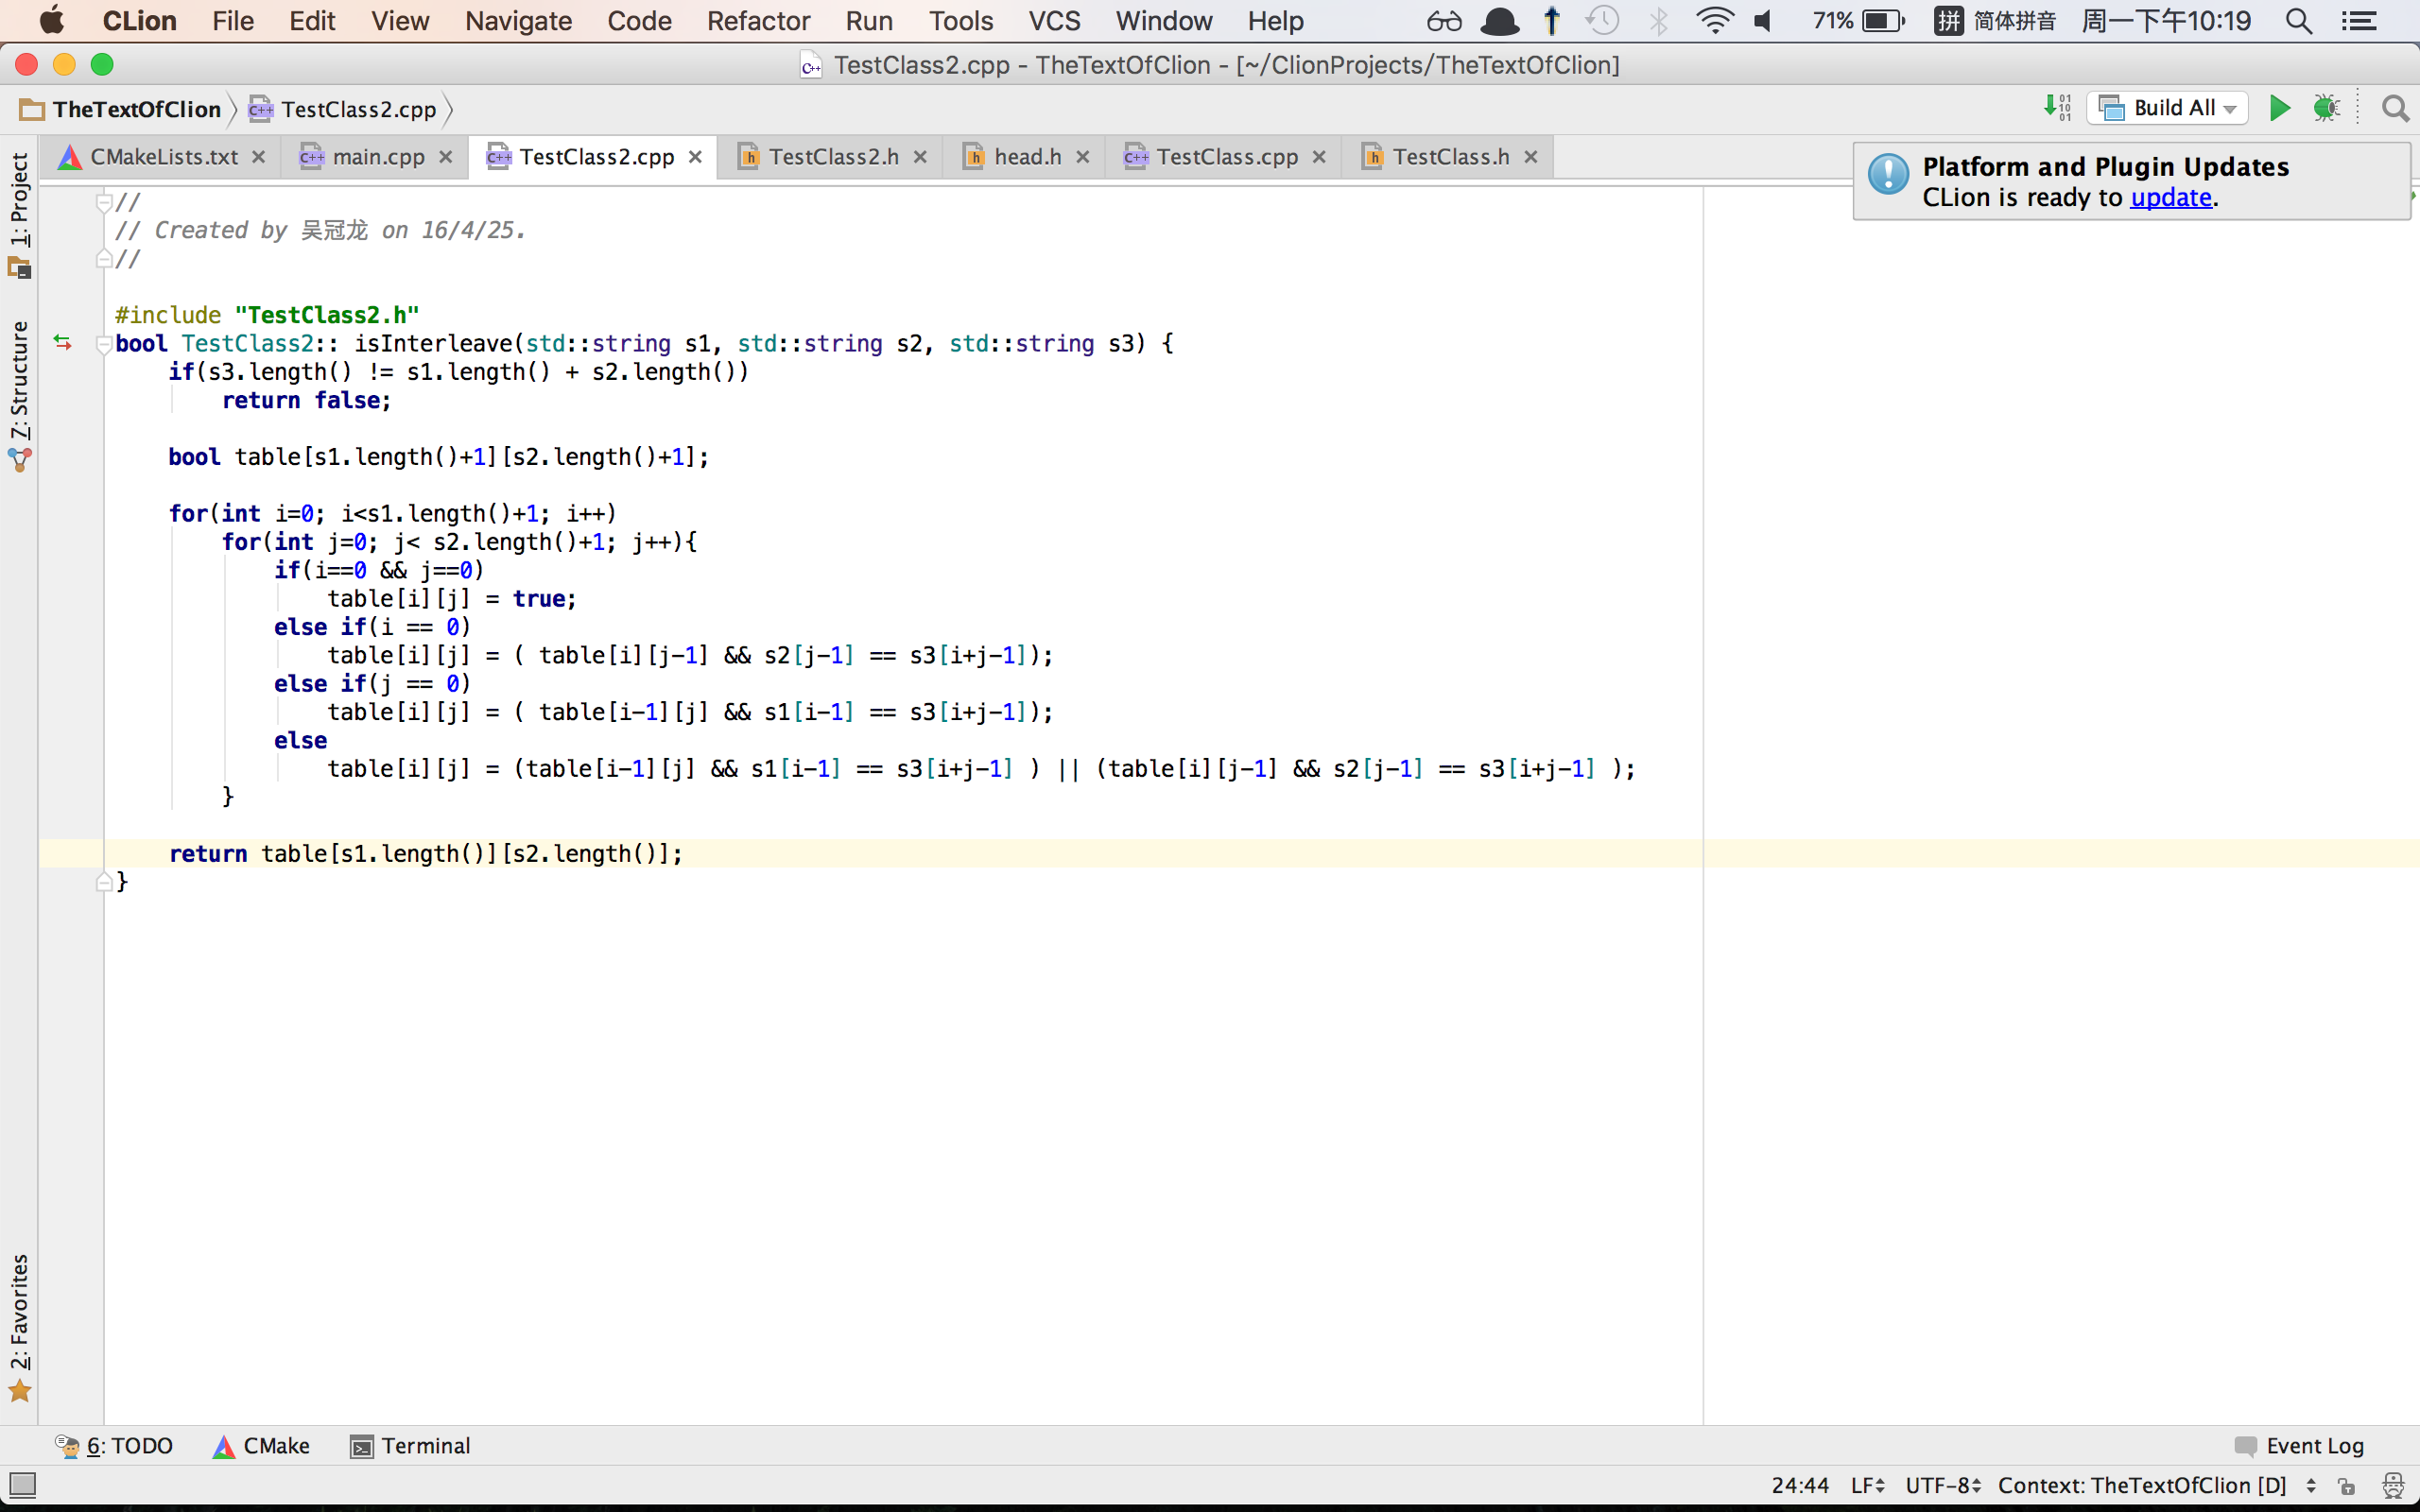 CLion File Edit View Navigate Code Refactor Run Tools VCS Window Help 71% 拼 简体拼音 周一下午10:19
TestClass2.cpp - TheTextOfClion - [~/ClionProjects/TheTextOfClion]
TheTextOfClion TestClass2.cpp Build All
CMakeLists.txt main.cpp TestClass2.cpp TestClass2.h head.h TestClass.cpp TestClass.h
Platform and Plugin Updates
CLion is ready to update.
1: Project
7: Structure
2: Favorites
//
// Created by 吴冠龙 on 16/4/25.
//
#include "TestClass2.h"
bool TestClass2:: isInterleave(std::string s1, std::string s2, std::string s3) {
if(s3.length() != s1.length() + s2.length())
return false;
bool table[s1.length()+1][s2.length()+1];
for(int i=0; i<s1.length()+1; i++)
for(int j=0; j< s2.length()+1; j++){
if(i==0 && j==0)
table[i][j] = true;
else if(i == 0)
table[i][j] = ( table[i][j-1] && s2[j-1] == s3[i+j-1]);
else if(j == 0)
table[i][j] = ( table[i-1][j] && s1[i-1] == s3[i+j-1]);
else
table[i][j] = (table[i-1][j] && s1[i-1] == s3[i+j-1] ) || (table[i][j-1] && s2[j-1] == s3[i+j-1] );
}
return table[s1.length()][s2.length()];
}
6: TODO CMake Terminal Event Log
24:44 LF UTF-8 Context: TheTextOfClion [D]